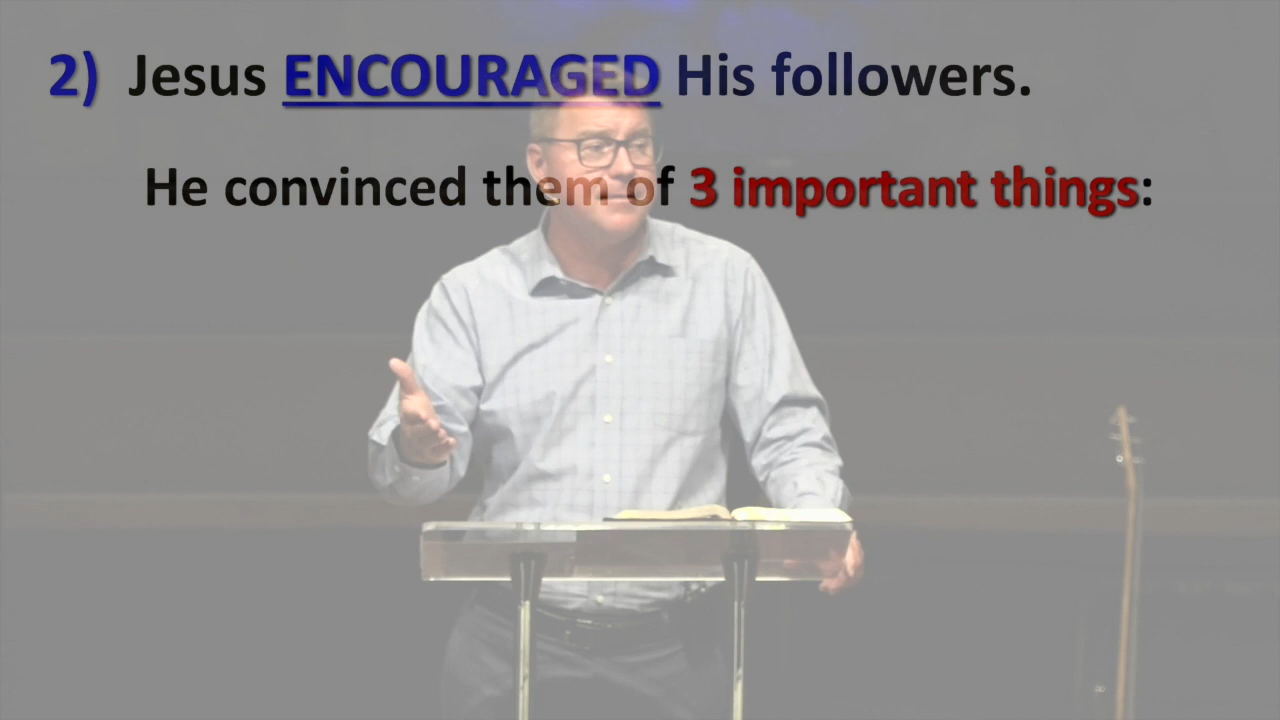 2) Jesus ENCOURAGED His followers.
He convinced them of 3 important things: